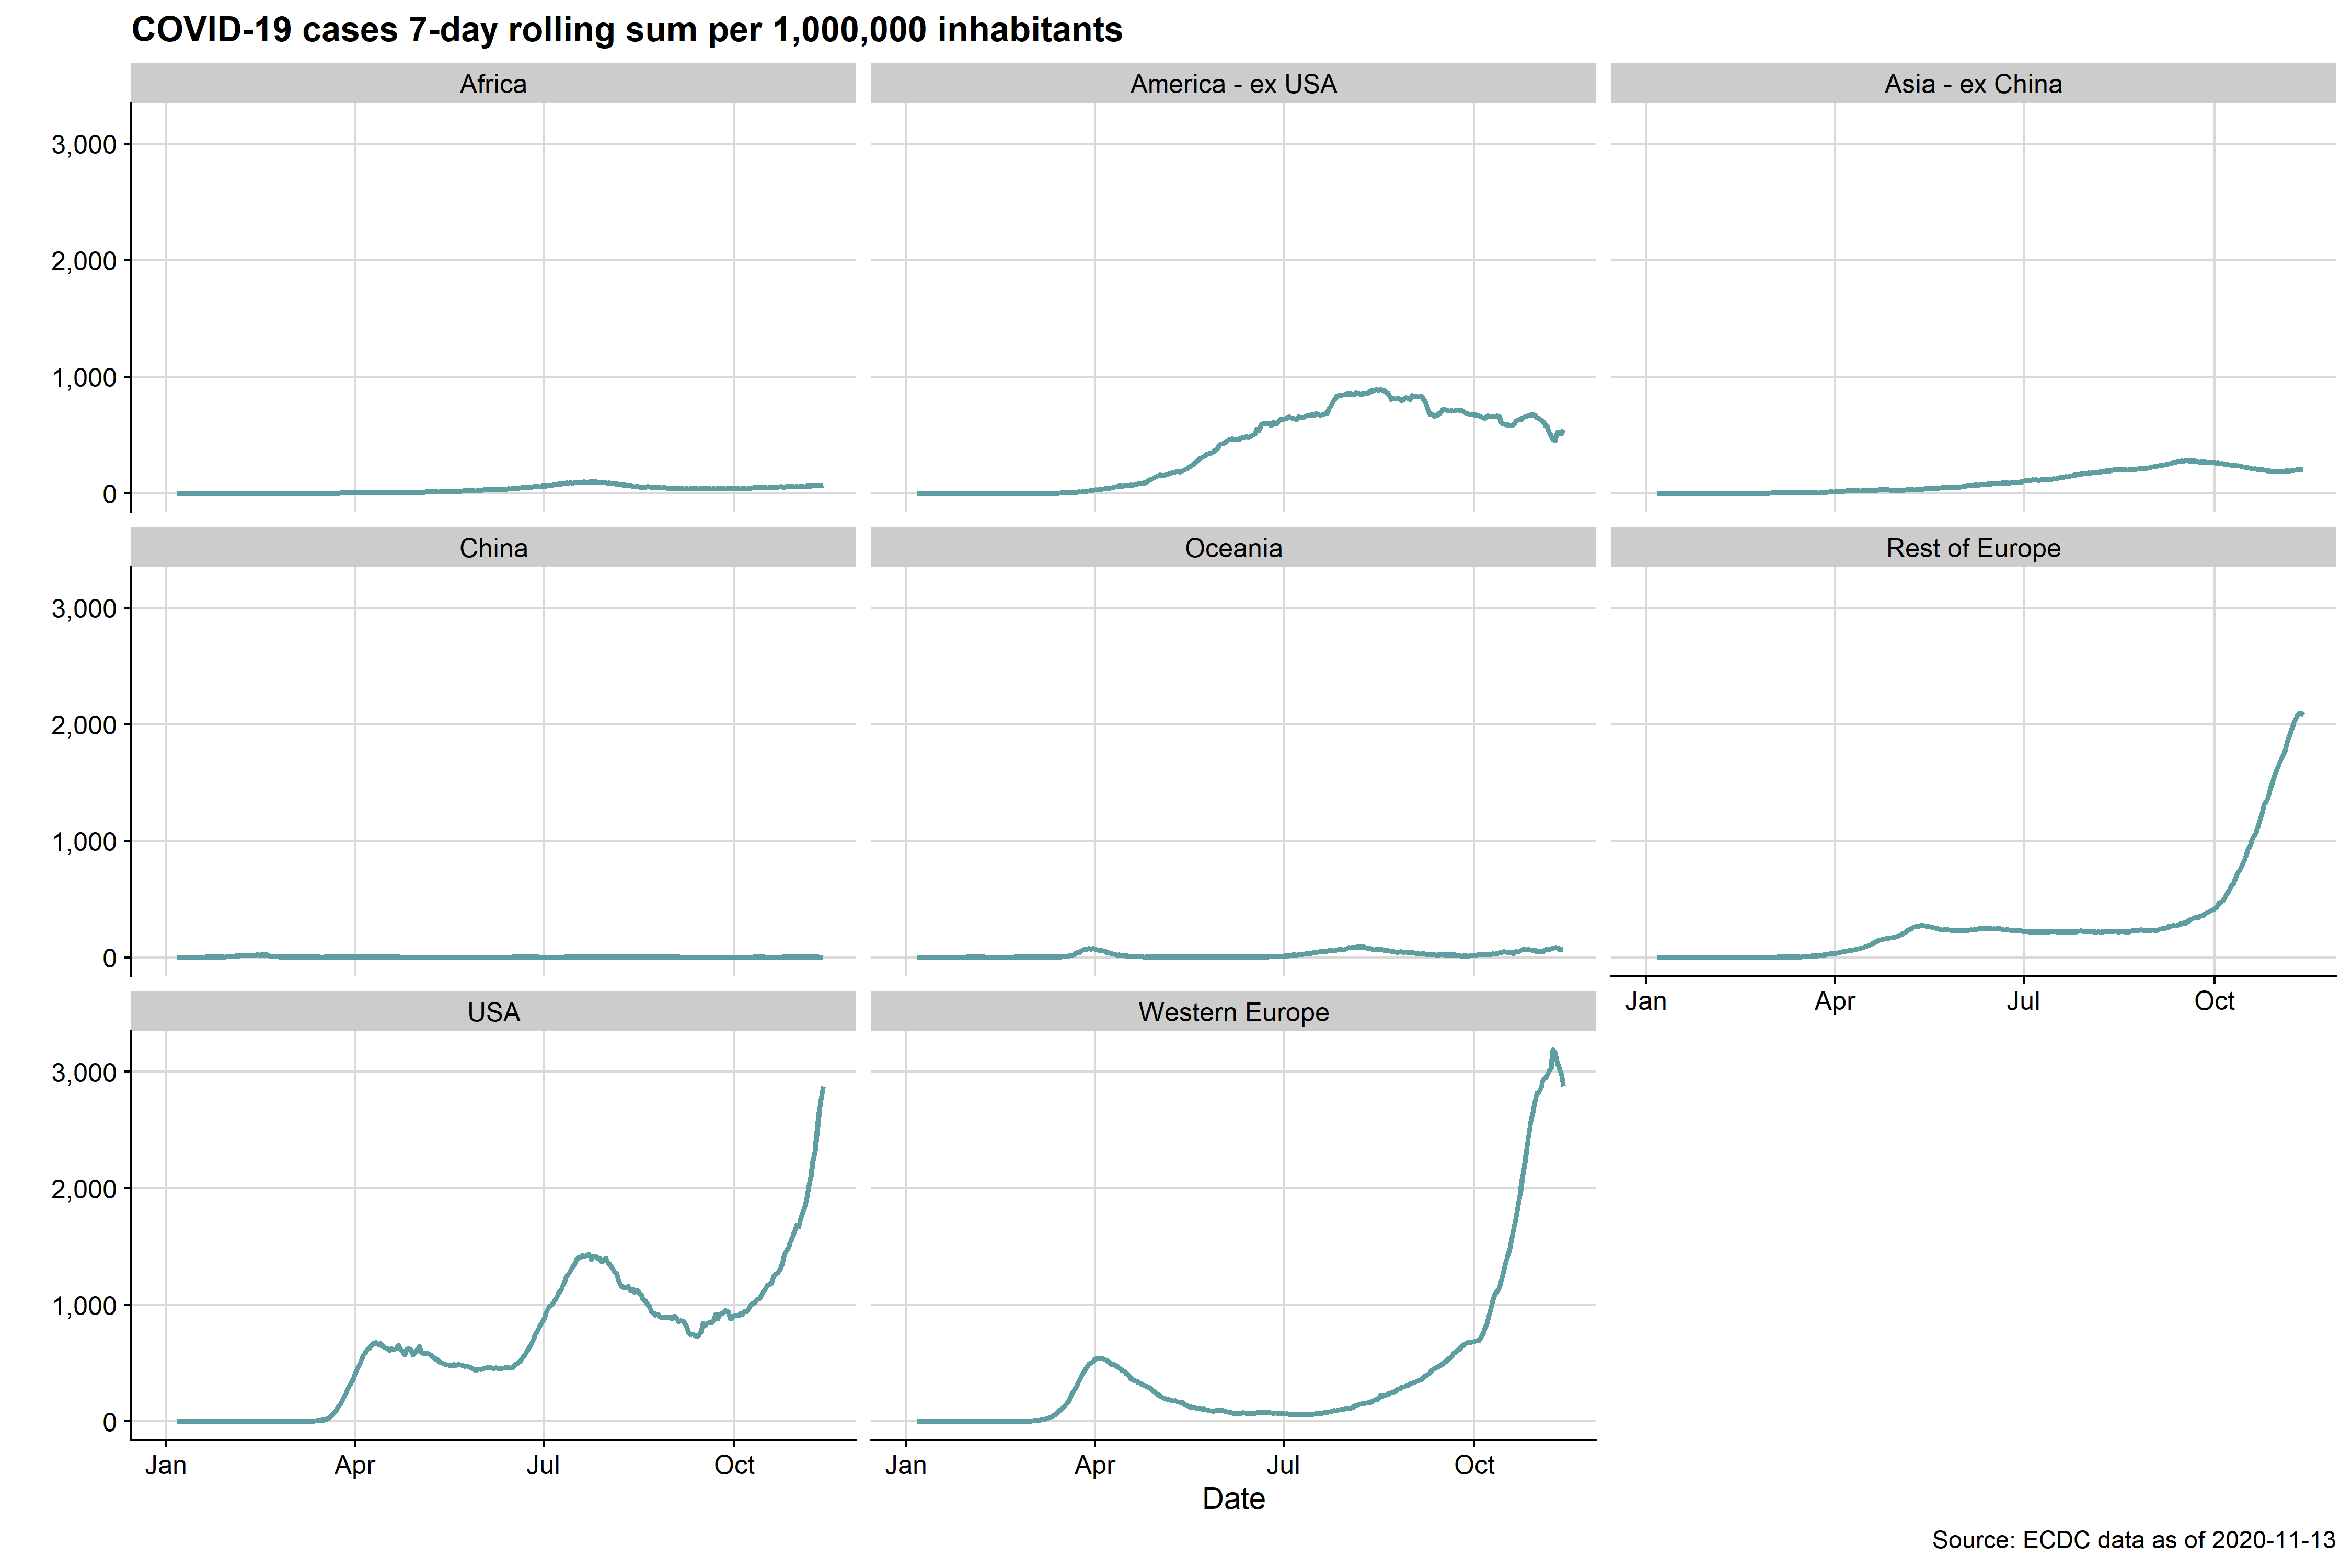 COVID-19 cases 7-day rolling sum per 1,000,000 inhabitants
Africa
America - ex USA
Asia - ex China
3,000
2,000
1,000
0
China
Oceania
Rest of Europe
3,000
2,000
1,000
0
Jan Apr Jul Oct
USA
Western Europe
3,000
2,000
1,000
0
Jan Apr Jul Oct
Jan Apr Jul Oct
Date
Source: ECDC data as of 2020-11-13